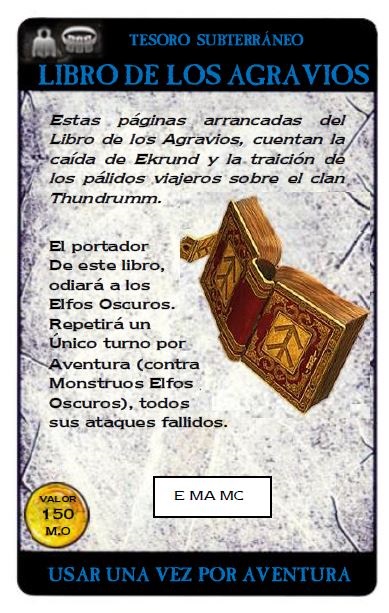 TESORO SUBTERRÁNEO
LIBRO DE LOS AGRAVIOS
Estas páginas arrancadas del
Libro de los Agravios, cuentan la
caída de Ekrund y la traición de
los pálidos viajeros sobre el clan
Thundrumm.
El portador
De este libro,
odiará a los
Elfos Oscuros.
Repetirá un
Único turno por
Aventura (contra
Monstruos Elfos
Oscuros), todos
sus ataques fallidos.
E MA MC
VALOR
150
M.O
USAR UNA VEZ POR AVENTURA